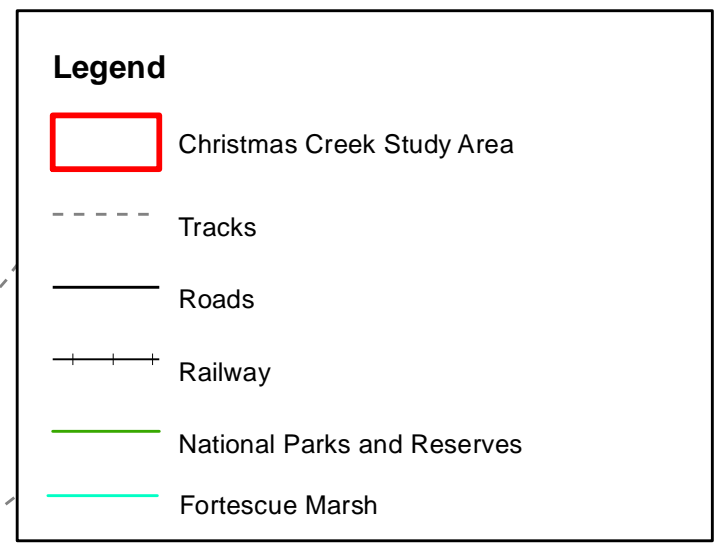 Legend
Christmas Creek Study Area
Tracks
Roads
Railway
National Parks and Reserves
Fortescue Marsh